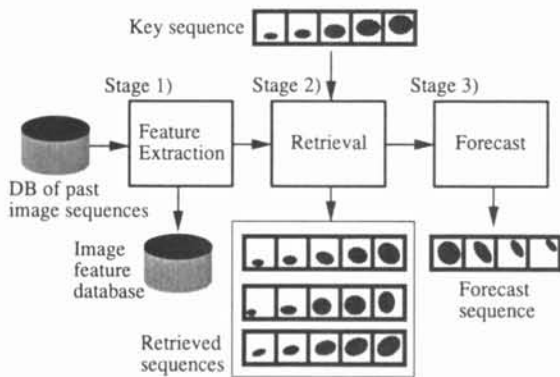 Key sequence
Stage 1)
Stage 2)
Stage 3)
Feature
Extraction
Retrieval
Forecast
DB of past
image sequences
Image
feature
database
Retrieved
sequences
Forecast
sequence